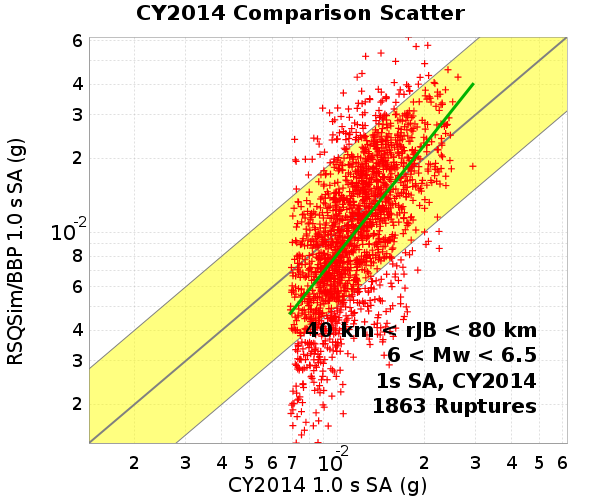 CY2014 Comparison Scatter
RSQSim/BBP 1.0 s SA (g)
6
4
3
2
10-2
8
6
4
3
2
40 km < rJB < 80 km
6 < Mw < 6.5
1s SA, CY2014
1863 Ruptures
2 3 4 5 6 7 10-2 2 3 4 5 6
CY2014 1.0 s SA (g)